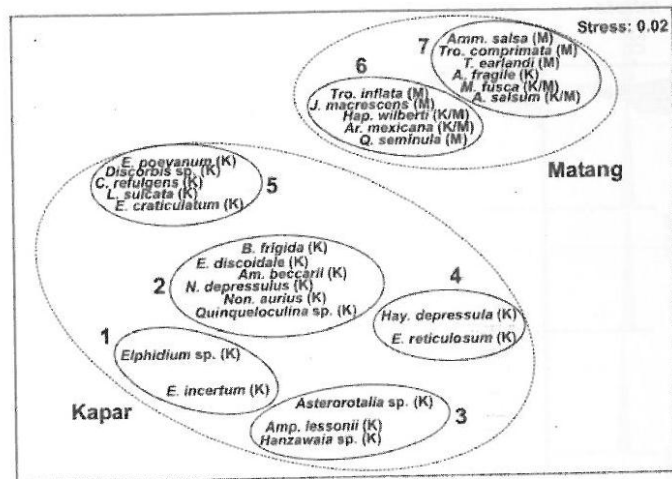 Stress: 0.02
7
Amm. salsa (M)
Tro. comprimata (M)
T. earlandi (M)
A. fragile (K)
M. fusca (K/M)
A. salsum (K/M)
6
Tro. inflata (M)
J. macrescens (M)
Hap. wilberti (K/M)
Ar. mexicana (K/M)
Q. seminula (M)
Matang
E. poeyanum (K)
Discorbis sp. (K)
C. refulgens (K)
L. sulcata (K)
E. craticulatum (K)
5
B. frigida (K)
E. discoidale (K)
Am. beccarii (K)
N. depressulus (K)
Non. aurius (K)
Quinqueloculina sp. (K)
2
4
Hay. depressula (K)
E. reticulosum (K)
1
Elphidium sp. (K)
E. incertum (K)
Kapar
Asterorotalia sp. (K)
Amp. lessonii (K)
Hanzawaia sp. (K)
3